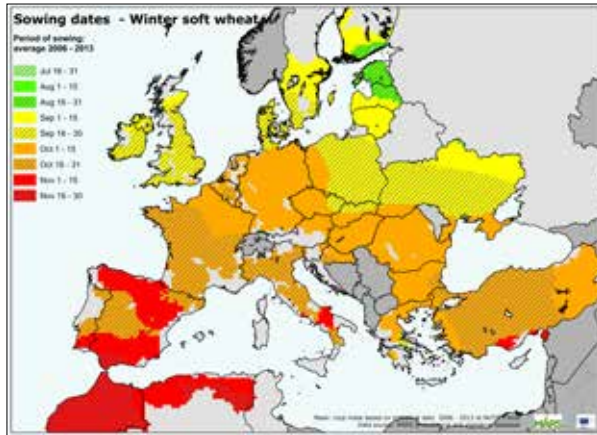 Sowing dates - Winter soft wheat
Period of sowing:
average 2006 - 2013
Jul 16 - 31
Aug 1 - 15
Aug 16 - 31
Sep 1 - 15
Sep 16 - 30
Oct 1 - 15
Oct 16 - 31
Nov 1 - 15
Nov 16 - 30
MARS